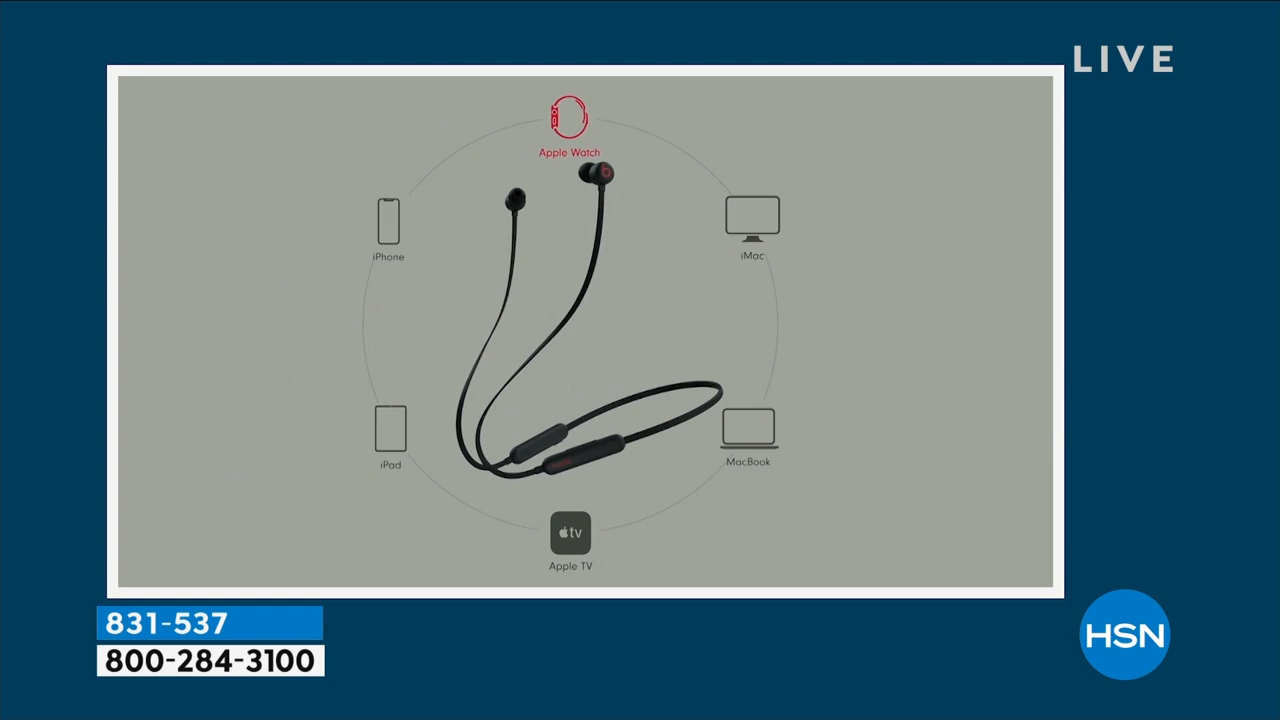 LIVE
Apple Watch
iPhone
iMac
iPad
MacBook
tv
Apple TV
831-537
800-284-3100
HSN